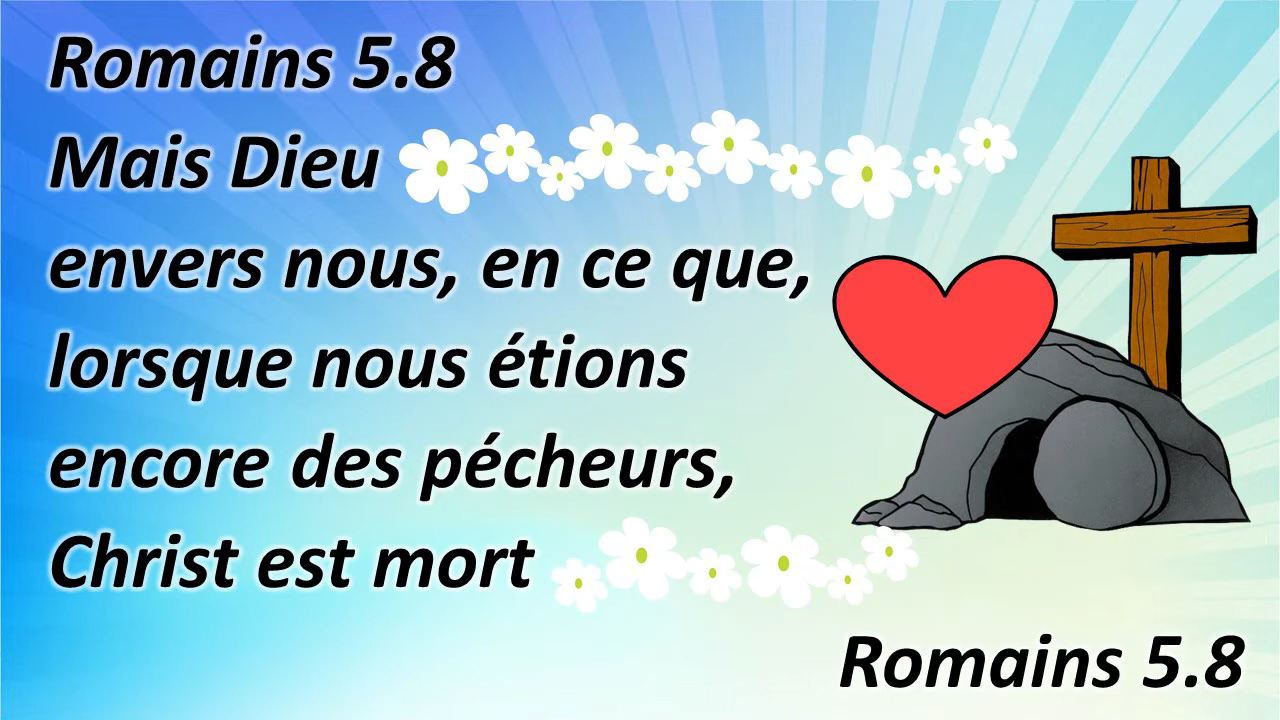 Romains 5.8
Mais Dieu
envers nous, en ce que,
lorsque nous étions
encore des pécheurs,
Christ est mort
Romains 5.8